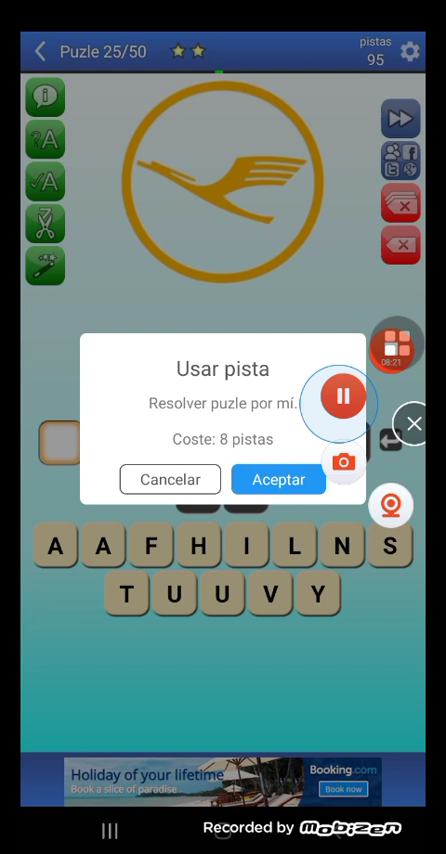 Puzle 25/50
pistas
95
A
A
08:21
Usar pista
Resolver puzle por mí.
Coste: 8 pistas
Cancelar Aceptar
A A F H I L N S
T U U V Y
Holiday of your lifetime
Book a slice of paradise
Booking.com
Book now
Recorded by Mobizen